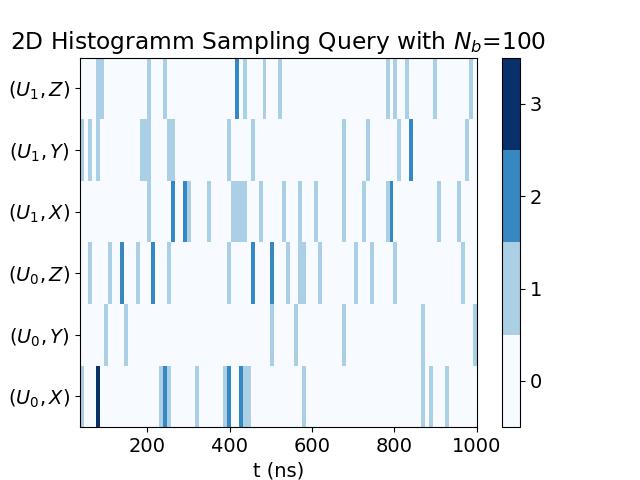 2D Histogramm Sampling Query with $N_b$=100
$(U_1, Z)$
$(U_1, Y)$
$(U_1, X)$
$(U_0, Z)$
$(U_0, Y)$
$(U_0, X)$
200 400 600 800 1000
t (ns)
3
2
1
0